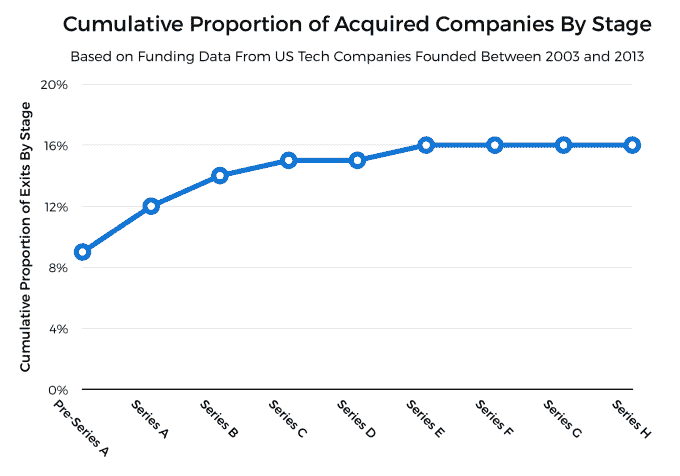 Cumulative Proportion of Acquired Companies By Stage
Based on Funding Data From US Tech Companies Founded Between 2003 and 2013
Cumulative Proportion of Exits By Stage
20%
16%
12%
8%
4%
0%
Pre-Series A
Series A
Series B
Series C
Series D
Series E
Series F
Series G
Series H